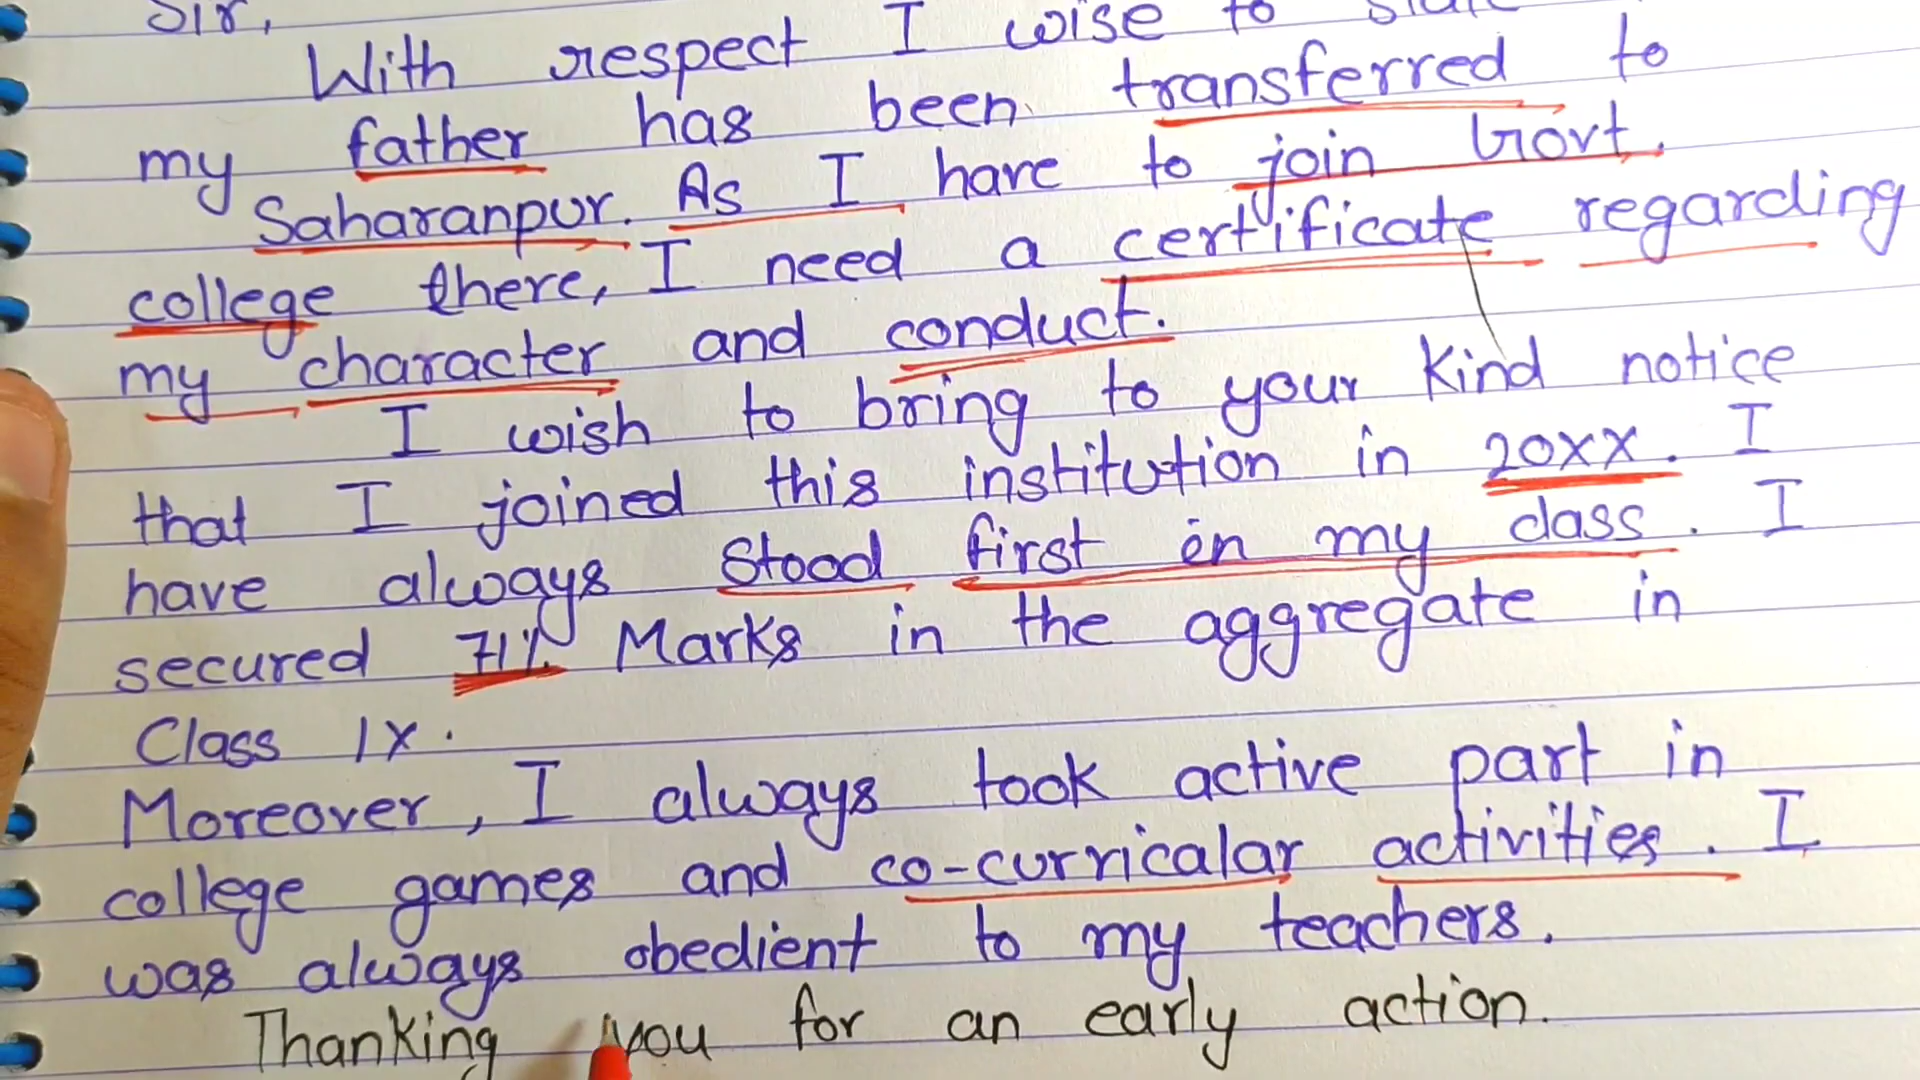 Sir,
With respect I wise to state
my father has been transferred to
Saharanpur. As I have to join Govt.
college there, I need a certificate regarding
my character and conduct.
I wish to bring to your kind notice
that I joined this institution in 20XX. I
have always stood first in my class. I
secured 71% Marks in the aggregate in
Class IX.
Moreover, I always took active part in
college games and co-curricalar activities. I
was always obedient to my teachers.
Thanking you for an early action.